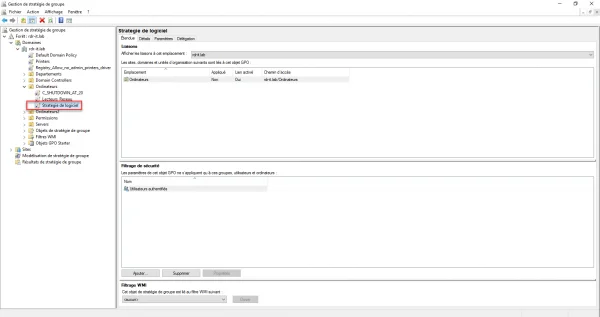 Gestion de stratégie de groupe
Fichier Action Affichage Fenêtre ?
Gestion de stratégie de groupe
Forêt : rdr-it.lab
Domaines
rdr-it.lab
Default Domain Policy
Printers
Registry_Allow_no_admin_printers_driver
Departements
Domain Controllers
Ordinateurs
C_SHUTDOWN_AT_20
Lecteurs Réseau
Stratégie de logiciel
Ordinateurs2
Permissions
Servers
Objets de stratégie de groupe
Filtres WMI
Objets GPO Starter
Sites
Modélisation de stratégie de groupe
Résultats de stratégie de groupe
Stratégie de logiciel
Étendue Détails Paramètres Délégation
Liaisons
Afficher les liaisons à cet emplacement : rdr-it.lab
Les sites, domaines et unités d'organisation suivants sont liés à cet objet GPO :
Emplacement Appliqué Lien activé Chemin d'accès
Ordinateurs Non Oui rdr-it.lab/Ordinateurs
Filtrage de sécurité
Les paramètres de cet objet GPO ne s'appliquent qu'à ces groupes, utilisateurs et ordinateurs :
Nom
Utilisateurs authentifiés
Ajouter... Supprimer Propriétés
Filtrage WMI
Cet objet de stratégie de groupe est lié au filtre WMI suivant :
<aucun>